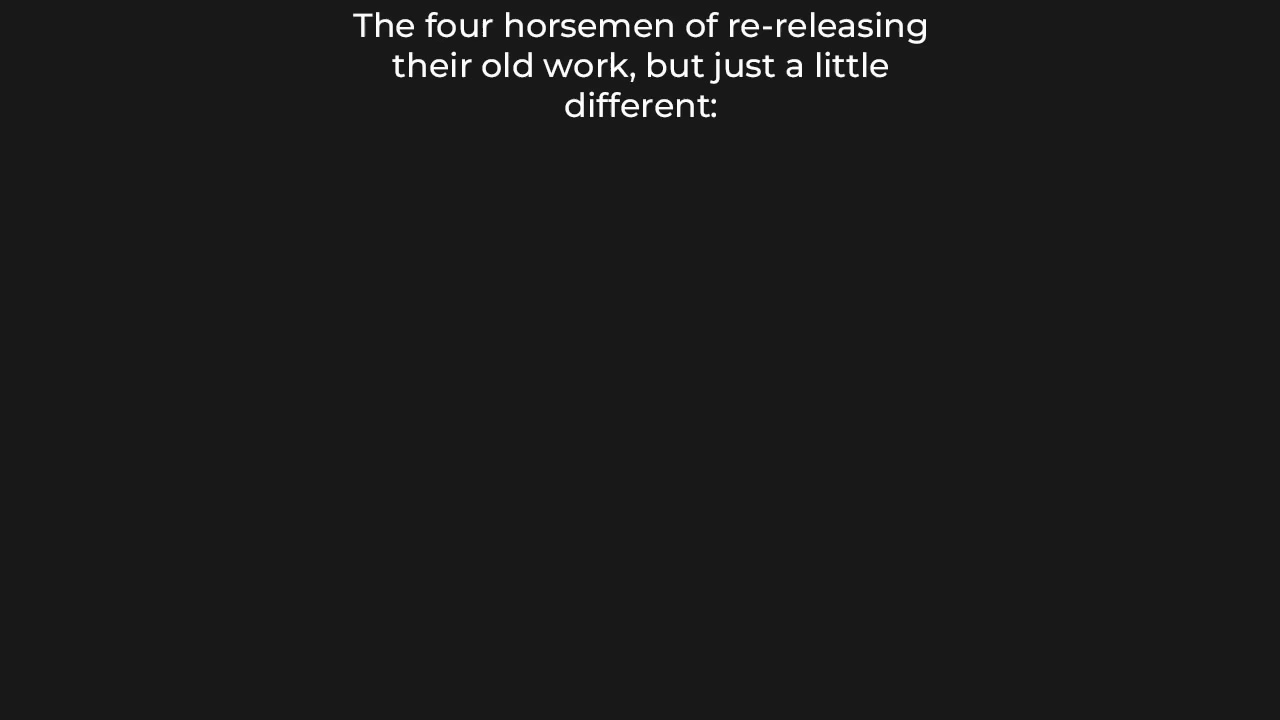 The four horsemen of re-releasing
their old work, but just a little
different: